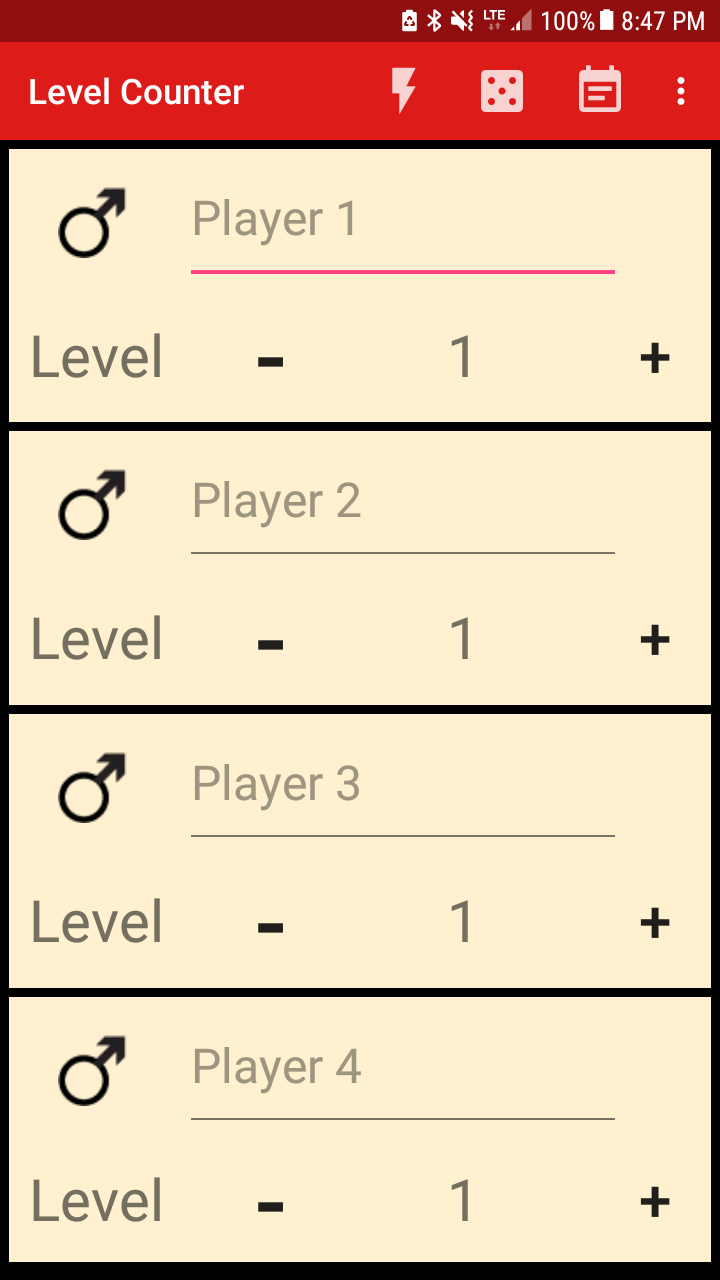 LTE 100% 8:47 PM
Level Counter
Player 1
Level - 1 +
Player 2
Level - 1 +
Player 3
Level - 1 +
Player 4
Level - 1 +